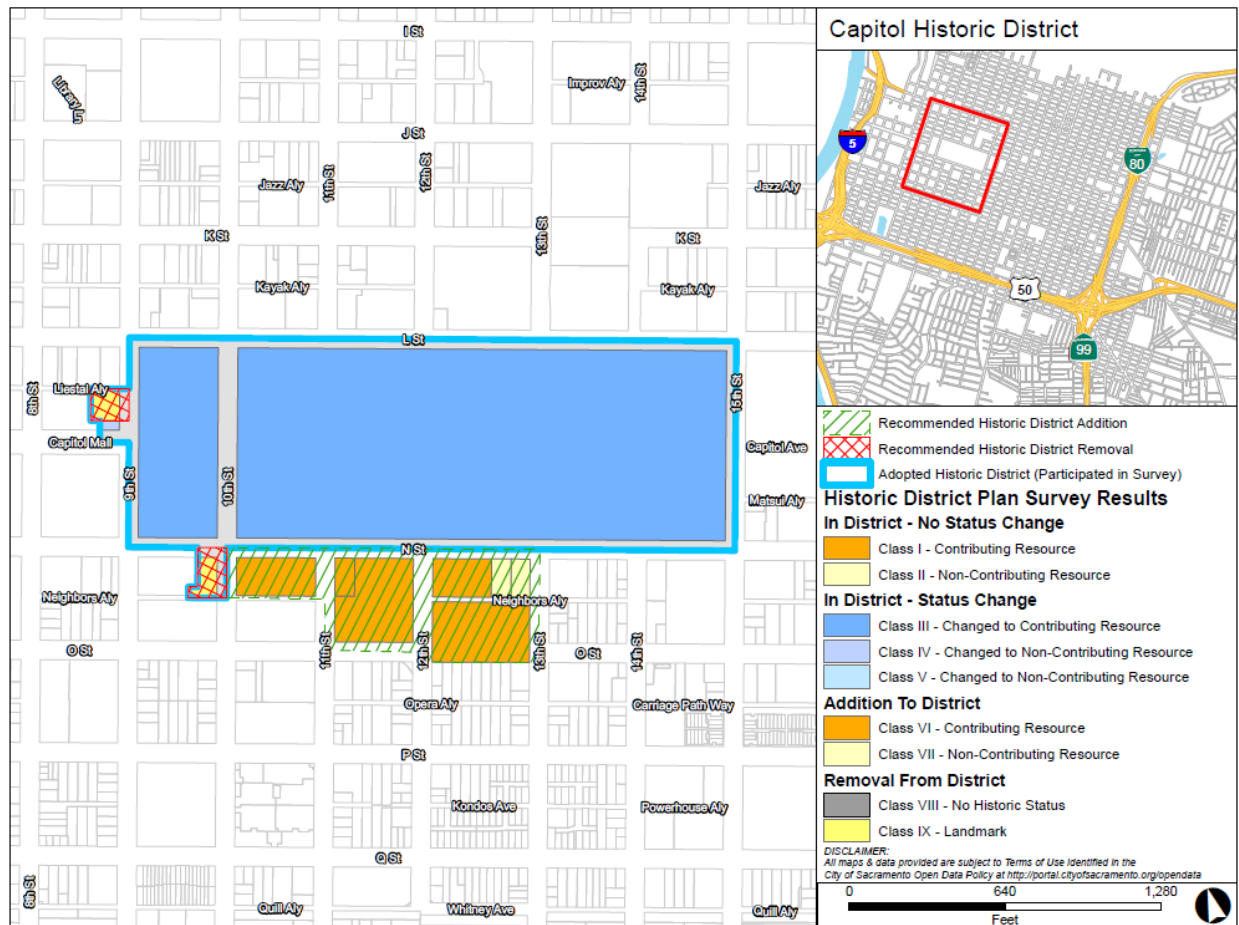 Capitol Historic District
I St
Library Ln
Improv Aly
14th St
J St
12th St
Jazz Aly
11th St
Jazz Aly
K St
13th St
K St
Kayak Aly
Kayak Aly
L St
8th St
Liestal Aly
15th St
Capitol Mall
Capitol Ave
9th St
10th St
Matsui Aly
N St
Neighbors Aly
Neighbors Aly
11th St
12th St
13th St
14th St
O St
O St
Opera Aly
Carriage Path Way
P St
Kondos Ave
Powerhouse Aly
Q St
8th St
Quill Aly
Whitney Ave
Quill Aly
5
80
50
99
Recommended Historic District Addition
Recommended Historic District Removal
Adopted Historic District (Participated in Survey)
Historic District Plan Survey Results
In District - No Status Change
Class I - Contributing Resource
Class II - Non-Contributing Resource
In District - Status Change
Class III - Changed to Contributing Resource
Class IV - Changed to Non-Contributing Resource
Class V - Changed to Non-Contributing Resource
Addition To District
Class VI - Contributing Resource
Class VII - Non-Contributing Resource
Removal From District
Class VIII - No Historic Status
Class IX - Landmark
DISCLAIMER:
All maps & data provided are subject to Terms of Use identified in the
City of Sacramento Open Data Policy at http://portal.cityofsacramento.org/opendata
0 640 1,280
Feet